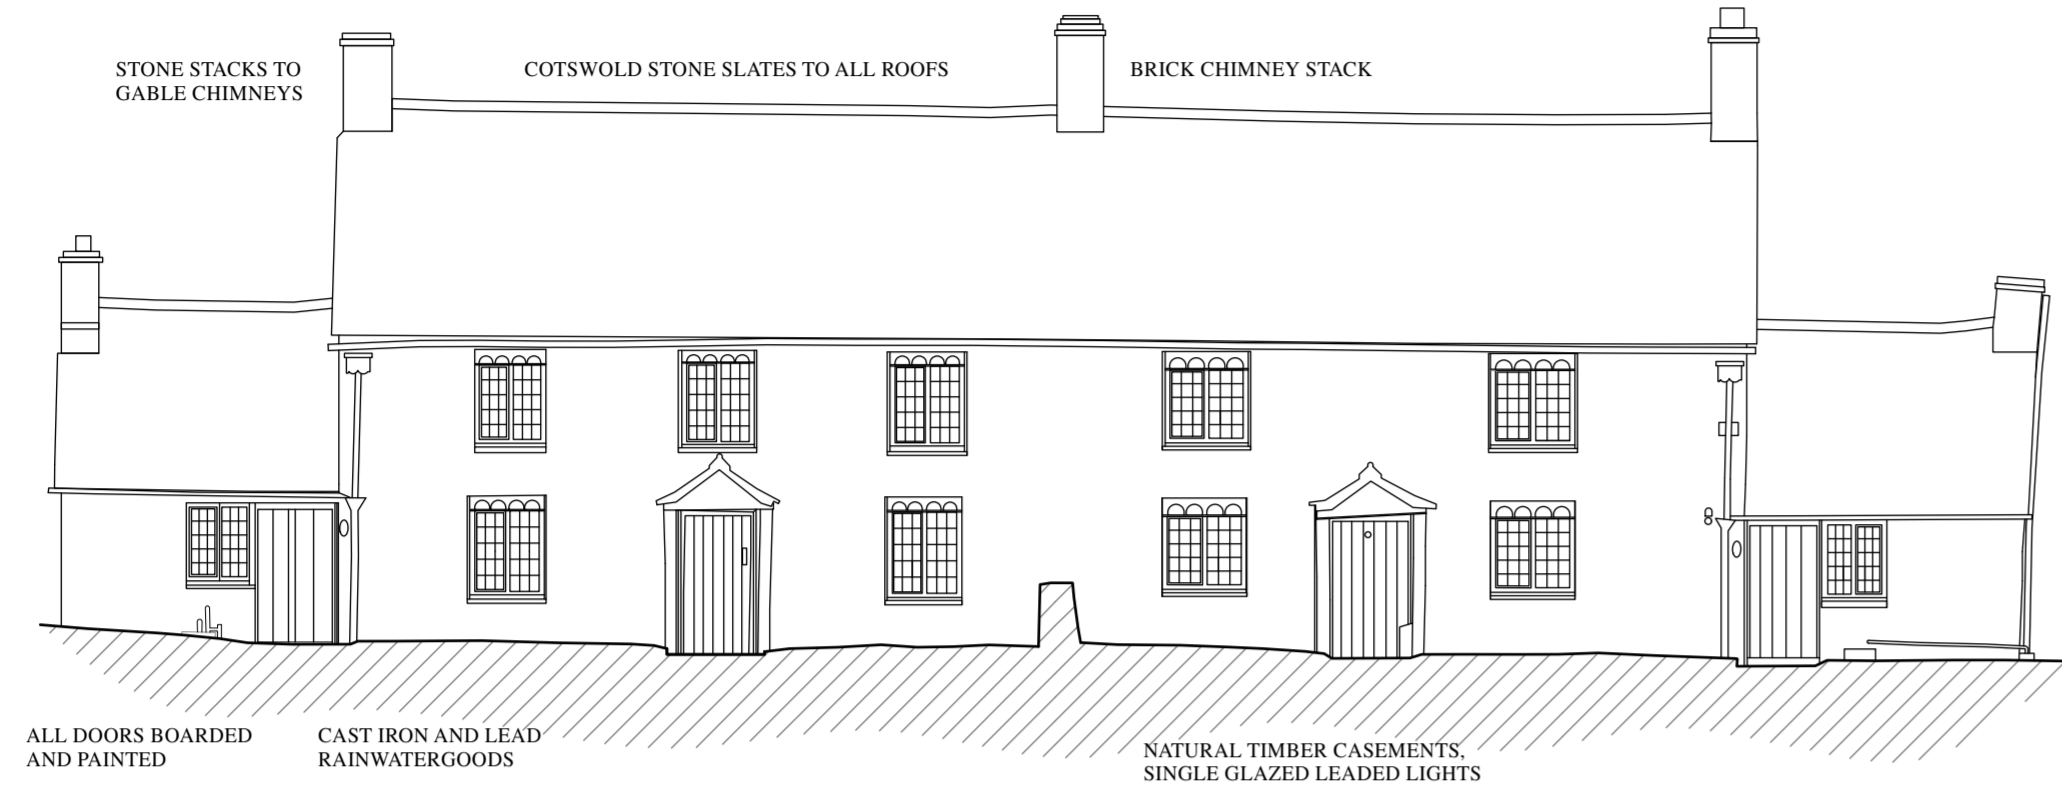 STONE STACKS TO
GABLE CHIMNEYS
COTSWOLD STONE SLATES TO ALL ROOFS
BRICK CHIMNEY STACK
ALL DOORS BOARDED
AND PAINTED
CAST IRON AND LEAD
RAINWATERGOODS
NATURAL TIMBER CASEMENTS,
SINGLE GLAZED LEADED LIGHTS